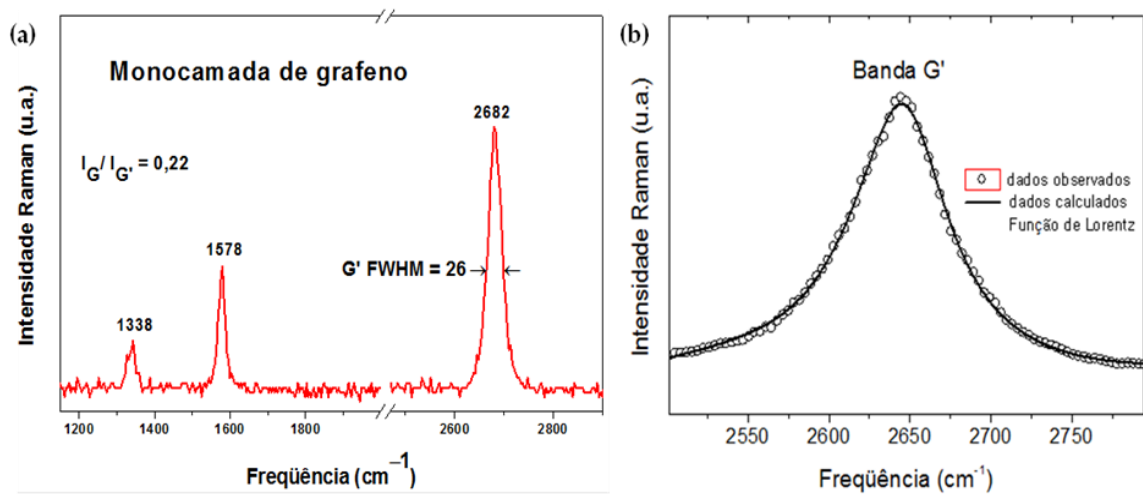 (a)
Monocamada de grafeno
I_G/ I_G' = 0,22
1338
1578
2682
G' FWHM = 26
Intensidade Raman (u.a.)
1200 1400 1600 1800 2600 2800
Freqüência (cm⁻¹)
(b)
Banda G'
dados observados
dados calculados
Função de Lorentz
Intensidade Raman (u.a.)
2550 2600 2650 2700 2750
Freqüência (cm⁻¹)